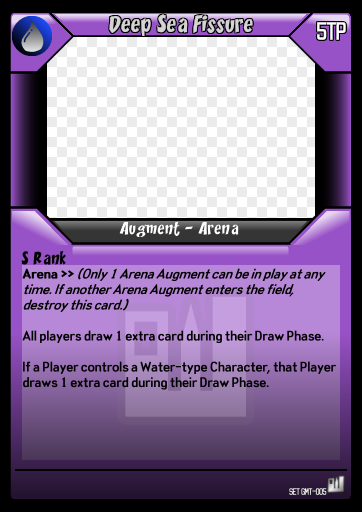 Deep Sea Fissure
5TP
Augment - Arena
S Rank
Arena >> (Only 1 Arena Augment can be in play at any
time. If another Arena Augment enters the field,
destroy this card.)
All players draw 1 extra card during their Draw Phase.
If a Player controls a Water-type Character, that Player
draws 1 extra card during their Draw Phase.
SET GMT-005